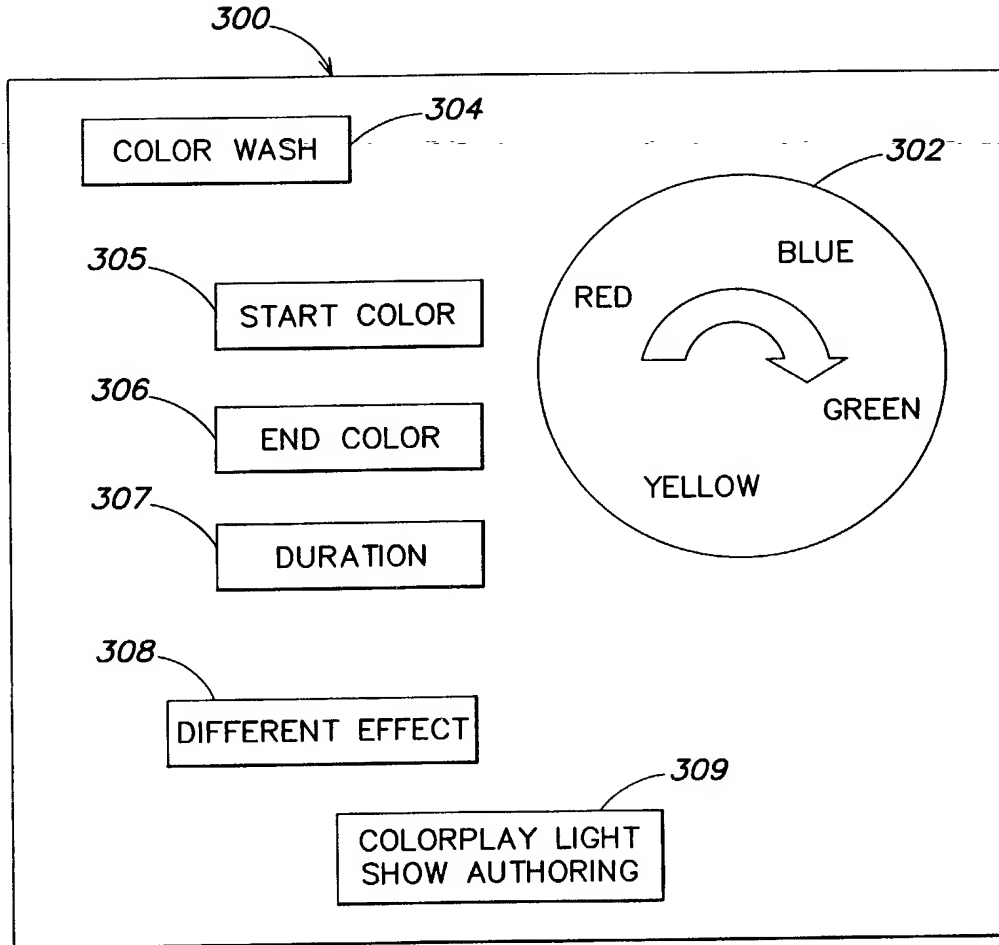 300
COLOR WASH
304
302
305
START COLOR
BLUE
RED
306
END COLOR
GREEN
307
DURATION
YELLOW
308
DIFFERENT EFFECT
309
COLORPLAY LIGHT
SHOW AUTHORING